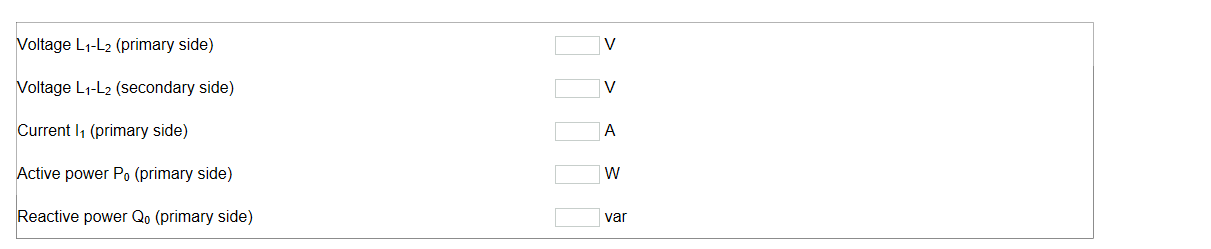 Voltage L₁-L₂ (primary side) V
Voltage L₁-L₂ (secondary side) V
Current I₁ (primary side) A
Active power P₀ (primary side) W
Reactive power Q₀ (primary side) var